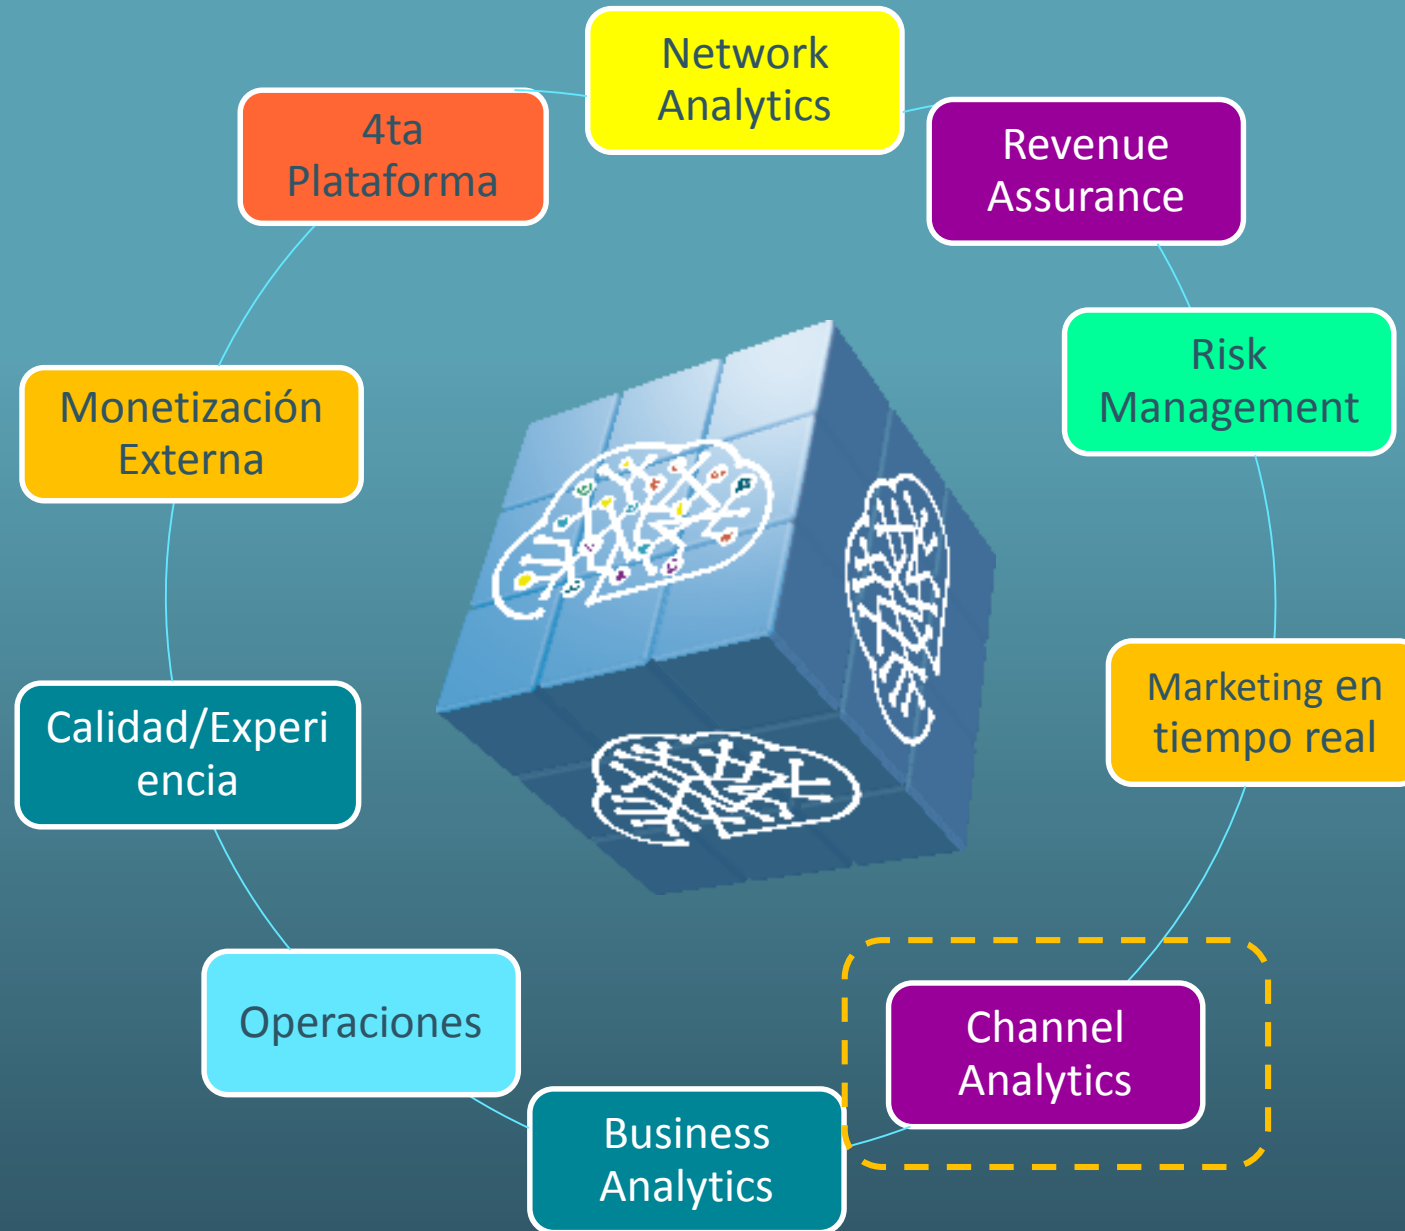 Network
Analytics
4ta
Plataforma
Revenue
Assurance
Risk
Management
Monetización
Externa
Marketing en
tiempo real
Calidad/Experi
encia
Operaciones
Channel
Analytics
Business
Analytics